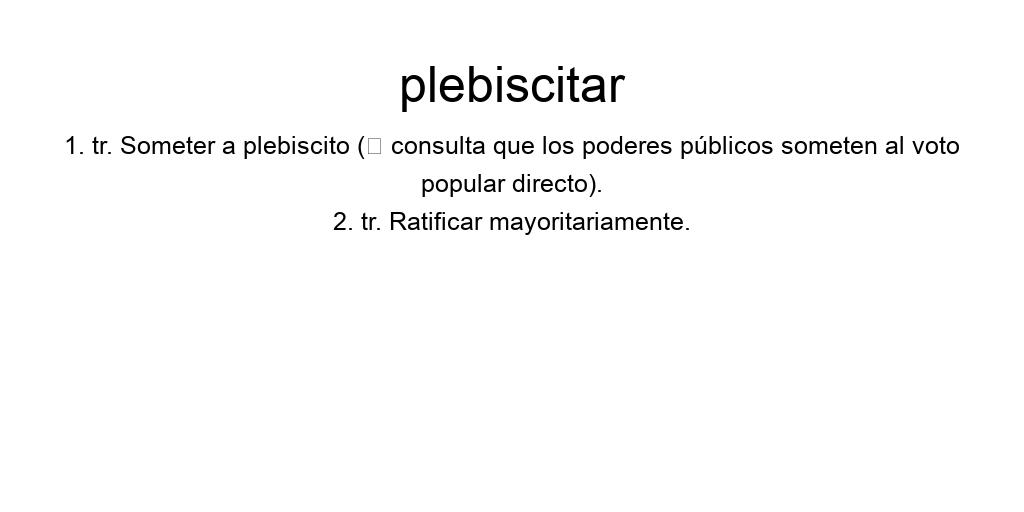 plebiscitar
1. tr. Someter a plebiscito (□ consulta que los poderes públicos someten al voto
popular directo).
2. tr. Ratificar mayoritariamente.